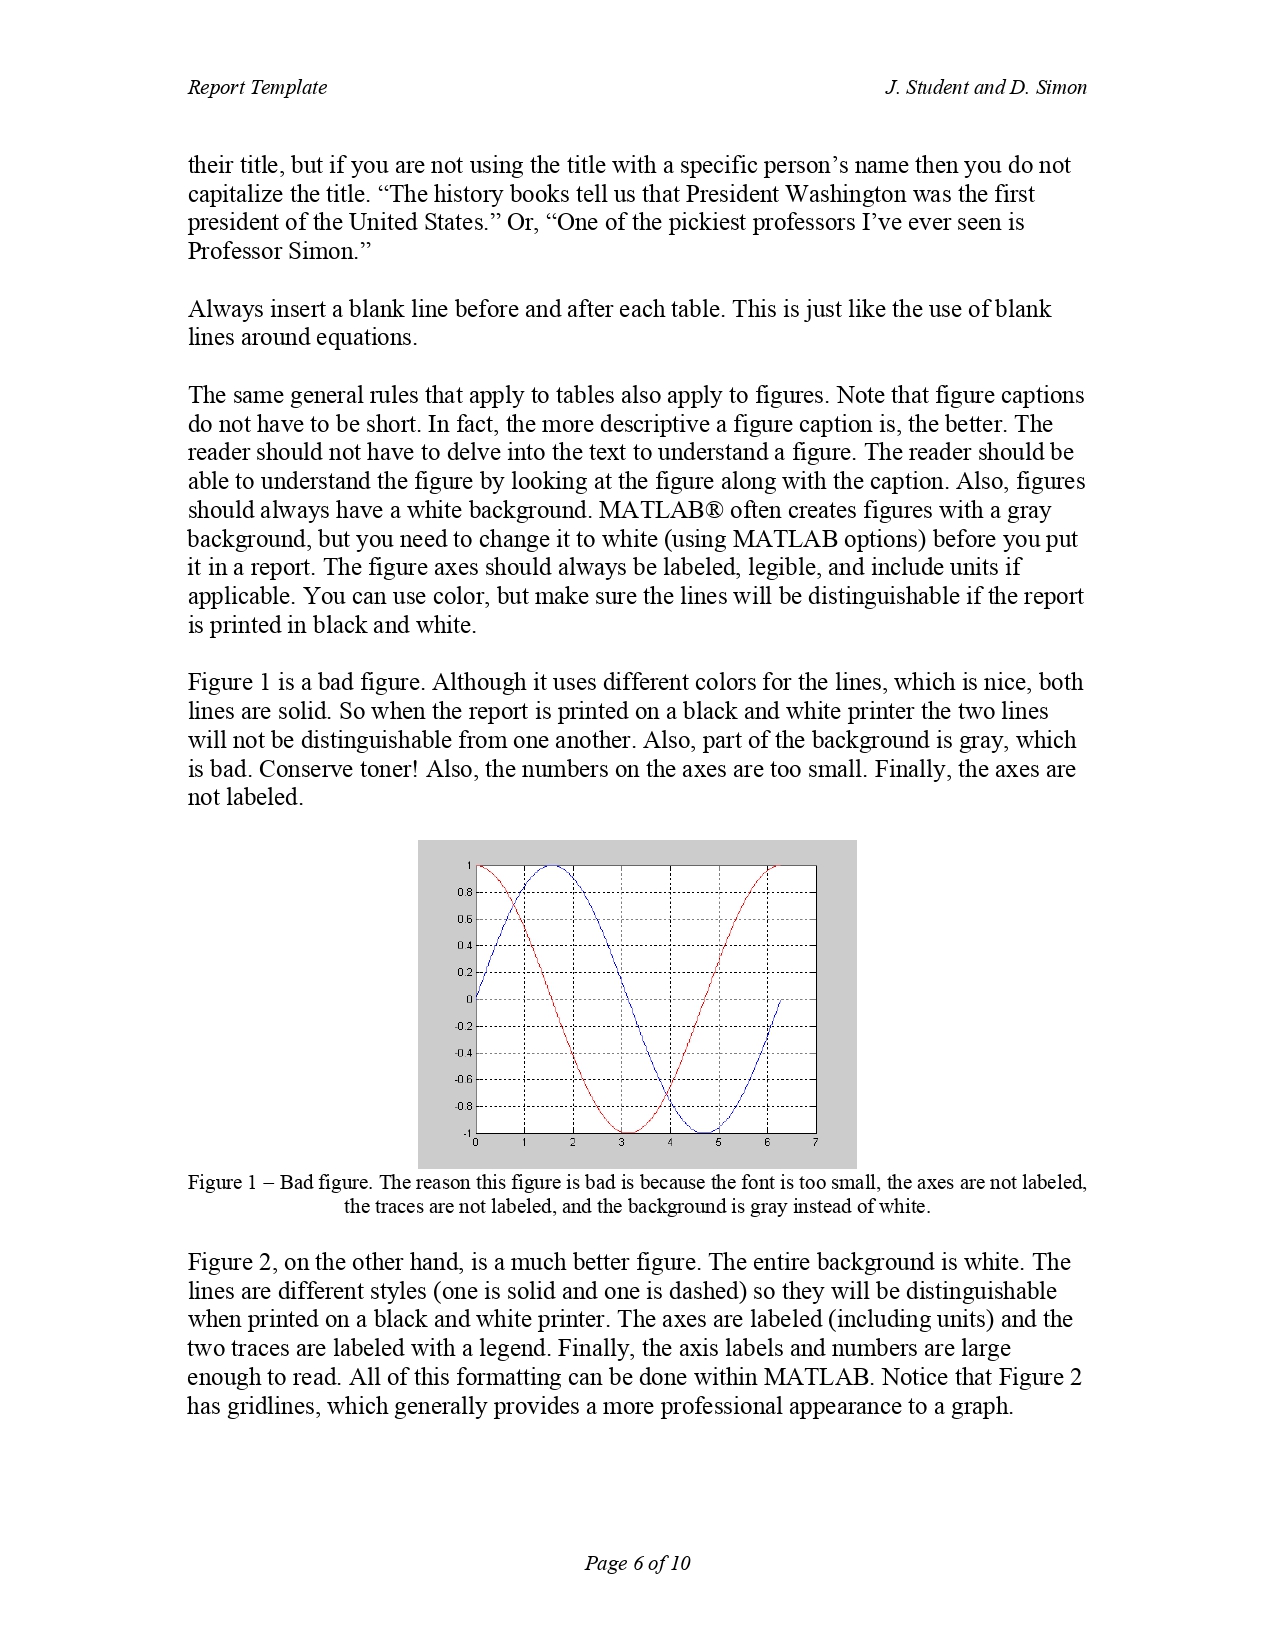 Report Template
J. Student and D. Simon
their title, but if you are not using the title with a specific person’s name then you do not
capitalize the title. “The history books tell us that President Washington was the first
president of the United States.” Or, “One of the pickiest professors I’ve ever seen is
Professor Simon.”
Always insert a blank line before and after each table. This is just like the use of blank
lines around equations.
The same general rules that apply to tables also apply to figures. Note that figure captions
do not have to be short. In fact, the more descriptive a figure caption is, the better. The
reader should not have to delve into the text to understand a figure. The reader should be
able to understand the figure by looking at the figure along with the caption. Also, figures
should always have a white background. MATLAB® often creates figures with a gray
background, but you need to change it to white (using MATLAB options) before you put
it in a report. The figure axes should always be labeled, legible, and include units if
applicable. You can use color, but make sure the lines will be distinguishable if the report
is printed in black and white.
Figure 1 is a bad figure. Although it uses different colors for the lines, which is nice, both
lines are solid. So when the report is printed on a black and white printer the two lines
will not be distinguishable from one another. Also, part of the background is gray, which
is bad. Conserve toner! Also, the numbers on the axes are too small. Finally, the axes are
not labeled.
1
0.8
0.6
0.4
0.2
0
-0.2
-0.4
-0.6
-0.8
-1
0 1 2 3 4 5 6 7
Figure 1 – Bad figure. The reason this figure is bad is because the font is too small, the axes are not labeled,
the traces are not labeled, and the background is gray instead of white.
Figure 2, on the other hand, is a much better figure. The entire background is white. The
lines are different styles (one is solid and one is dashed) so they will be distinguishable
when printed on a black and white printer. The axes are labeled (including units) and the
two traces are labeled with a legend. Finally, the axis labels and numbers are large
enough to read. All of this formatting can be done within MATLAB. Notice that Figure 2
has gridlines, which generally provides a more professional appearance to a graph.
Page 6 of 10